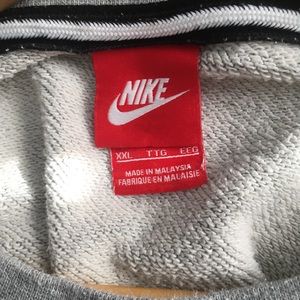 NIKE
XXL TTG EEG
MADE IN MALAYSIA
FABRIQUE EN MALAISIE